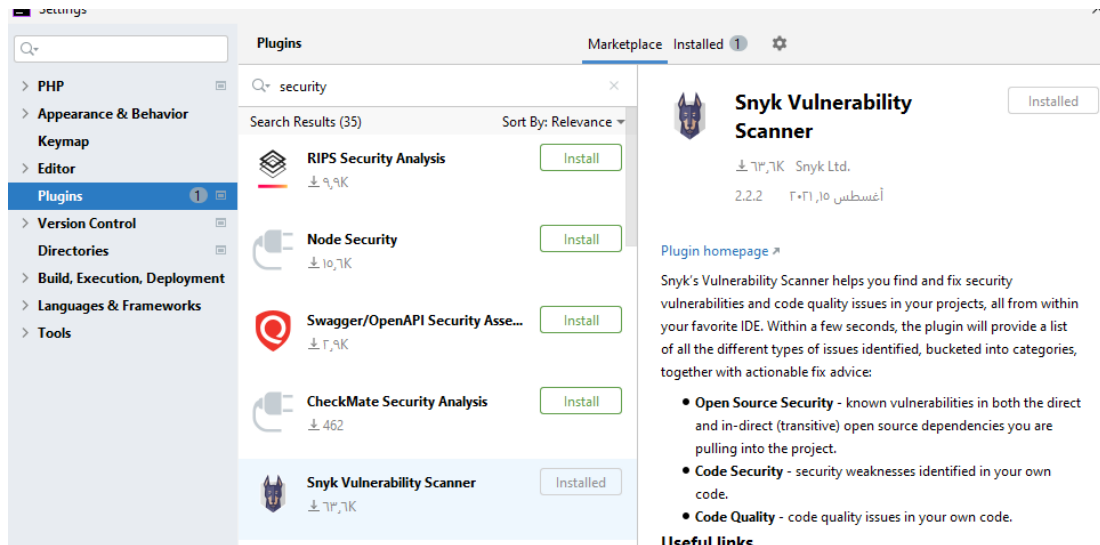 Settings
Plugins
Marketplace
Installed 1
PHP
Appearance & Behavior
Keymap
Editor
Plugins 1
Version Control
Directories
Build, Execution, Deployment
Languages & Frameworks
Tools
security
Search Results (35)
Sort By: Relevance
RIPS Security Analysis
٩,٩K
Install
Node Security
١٥,٦K
Install
Swagger/OpenAPI Security Asse...
٢,٩K
Install
CheckMate Security Analysis
462
Install
Snyk Vulnerability Scanner
٦٣,٦K
Installed
Snyk Vulnerability
Scanner
Installed
٦٣,٦K Snyk Ltd.
2.2.2 أغسطس ١٥, ٢٠٢١
Plugin homepage
Snyk's Vulnerability Scanner helps you find and fix security
vulnerabilities and code quality issues in your projects, all from within
your favorite IDE. Within a few seconds, the plugin will provide a list
of all the different types of issues identified, bucketed into categories,
together with actionable fix advice:
• Open Source Security - known vulnerabilities in both the direct
and in-direct (transitive) open source dependencies you are
pulling into the project.
• Code Security - security weaknesses identified in your own
code.
• Code Quality - code quality issues in your own code.
Useful links